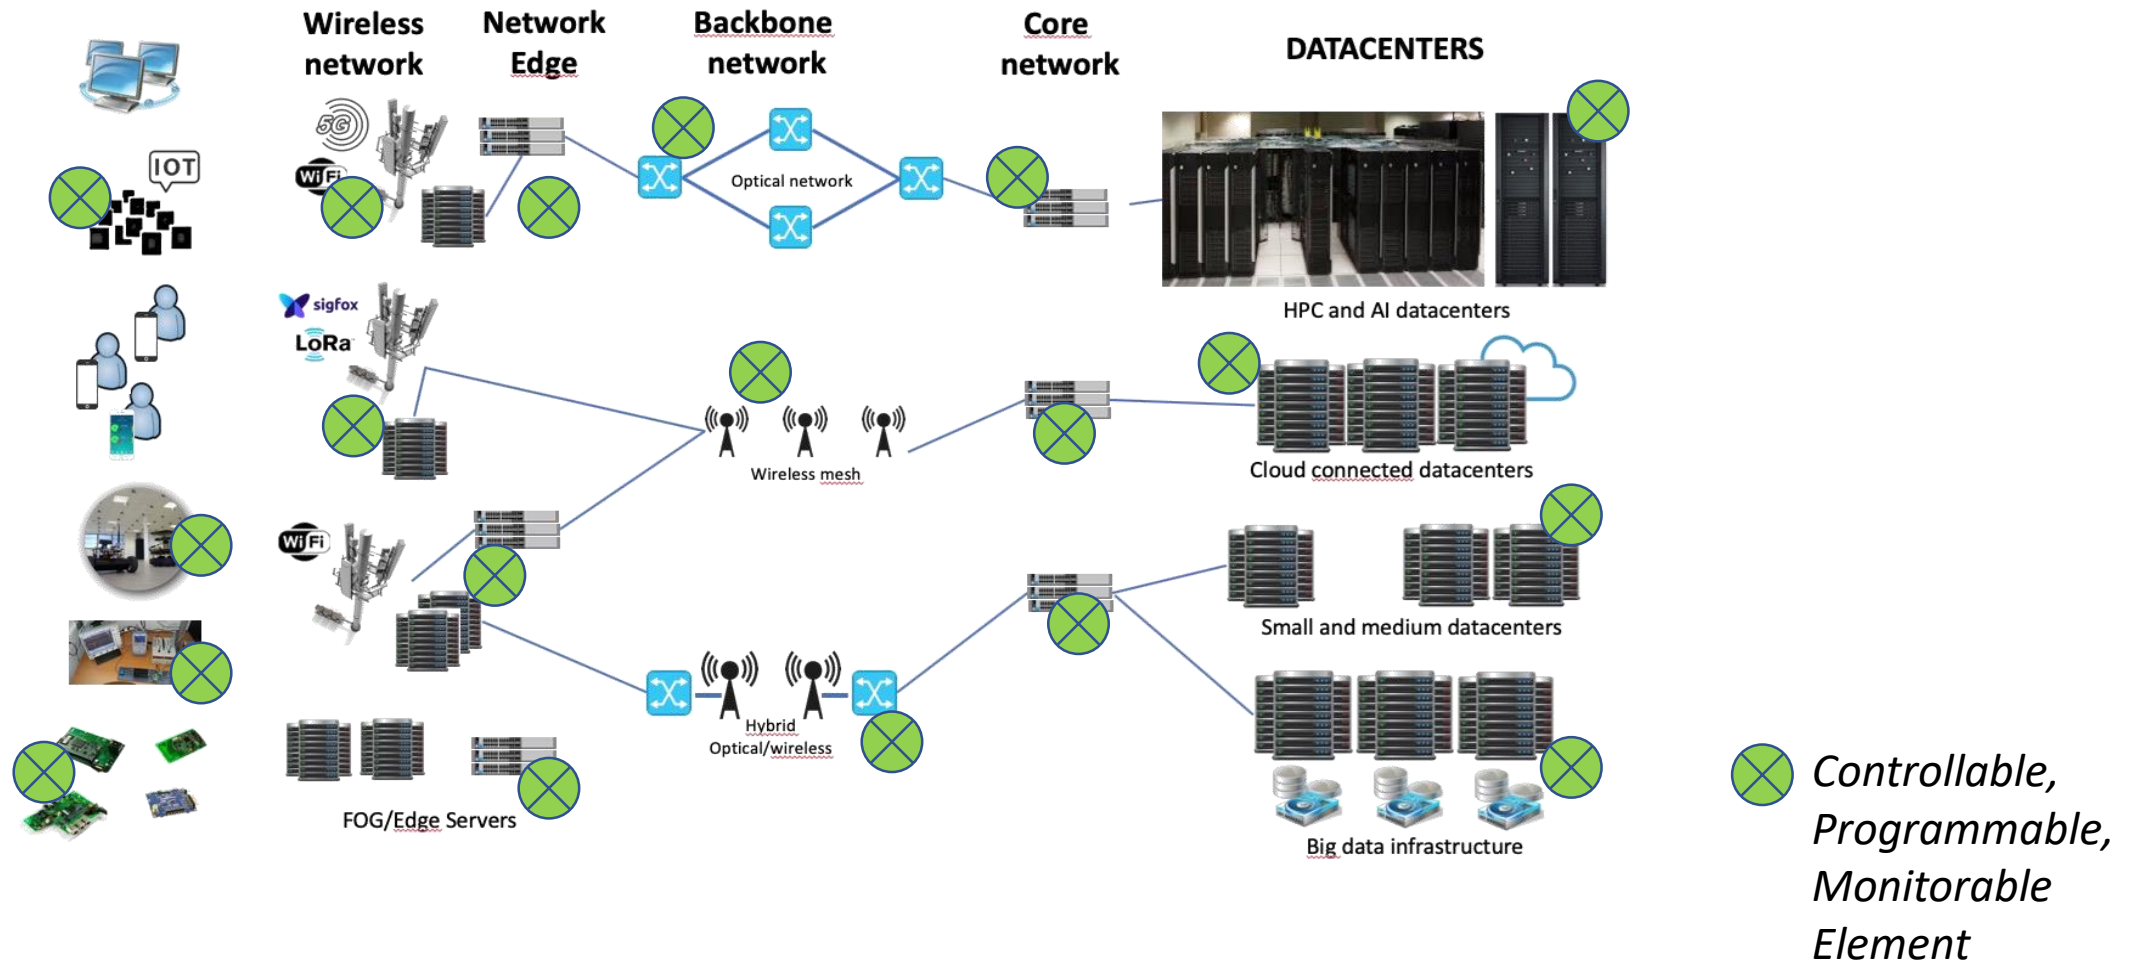 Wireless
network
Network
Edge
Backbone
network
Core
network
DATACENTERS
5G
WiFi
IOT
Optical network
HPC and AI datacenters
sigfox
LoRa
Wireless mesh
Cloud connected datacenters
WiFi
Small and medium datacenters
Hybrid
Optical/wireless
FOG/Edge Servers
Big data infrastructure
Controllable,
Programmable,
Monitorable
Element